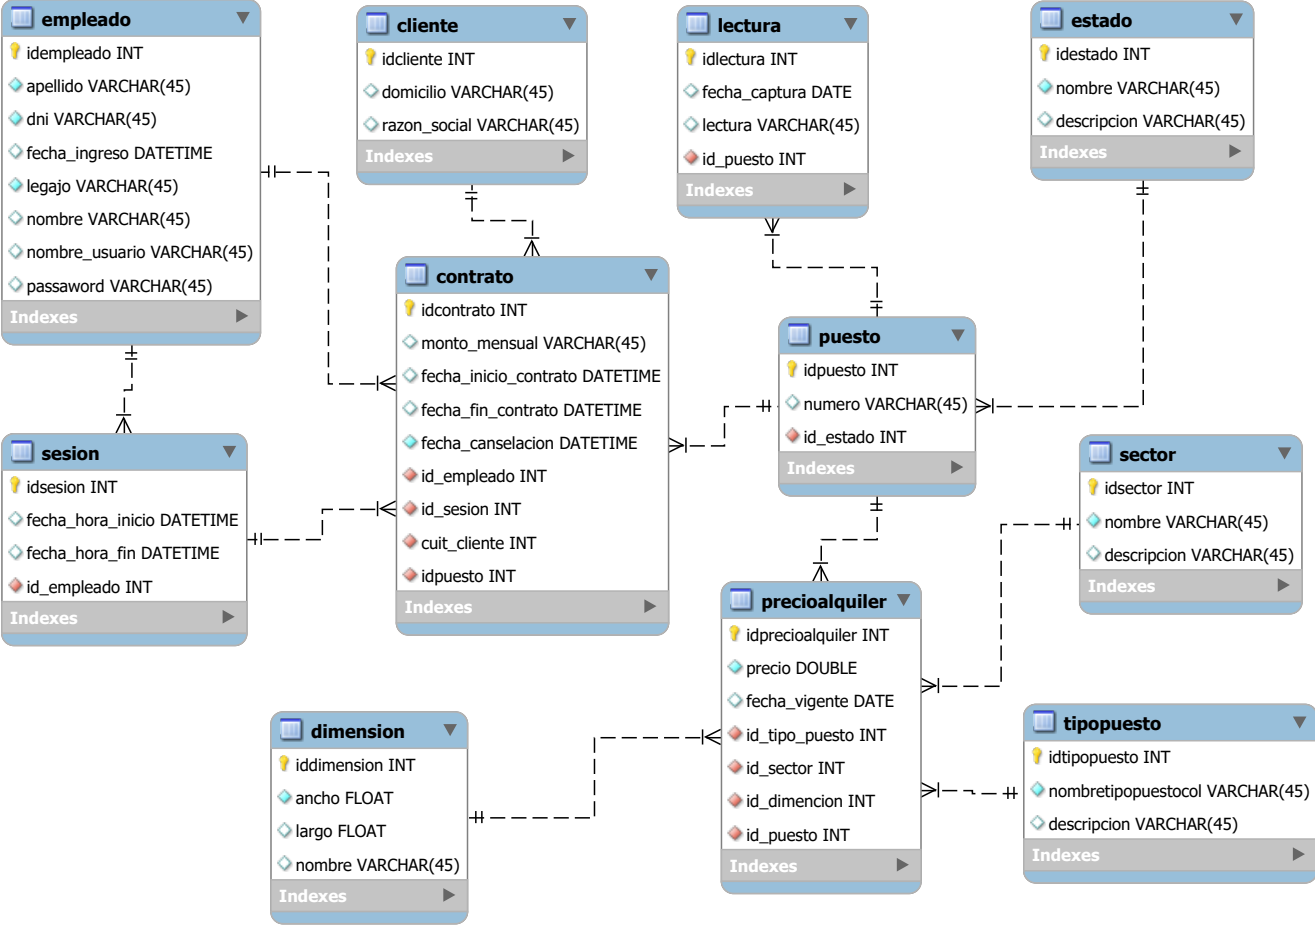 empleado
idempleado INT
apellido VARCHAR(45)
dni VARCHAR(45)
fecha_ingreso DATETIME
legajo VARCHAR(45)
nombre VARCHAR(45)
nombre_usuario VARCHAR(45)
passaword VARCHAR(45)
Indexes
cliente
idcliente INT
domicilio VARCHAR(45)
razon_social VARCHAR(45)
Indexes
lectura
idlectura INT
fecha_captura DATE
lectura VARCHAR(45)
id_puesto INT
Indexes
estado
idestado INT
nombre VARCHAR(45)
descripcion VARCHAR(45)
Indexes
contrato
idcontrato INT
monto_mensual VARCHAR(45)
fecha_inicio_contrato DATETIME
fecha_fin_contrato DATETIME
fecha_canselacion DATETIME
id_empleado INT
id_sesion INT
cuit_cliente INT
idpuesto INT
Indexes
puesto
idpuesto INT
numero VARCHAR(45)
id_estado INT
Indexes
sesion
idsesion INT
fecha_hora_inicio DATETIME
fecha_hora_fin DATETIME
id_empleado INT
Indexes
sector
idsector INT
nombre VARCHAR(45)
descripcion VARCHAR(45)
Indexes
precioalquiler
idprecioalquiler INT
precio DOUBLE
fecha_vigente DATE
id_tipo_puesto INT
id_sector INT
id_dimencion INT
id_puesto INT
Indexes
dimension
iddimension INT
ancho FLOAT
largo FLOAT
nombre VARCHAR(45)
Indexes
tipopuesto
idtipopuesto INT
nombretipopuestocol VARCHAR(45)
descripcion VARCHAR(45)
Indexes